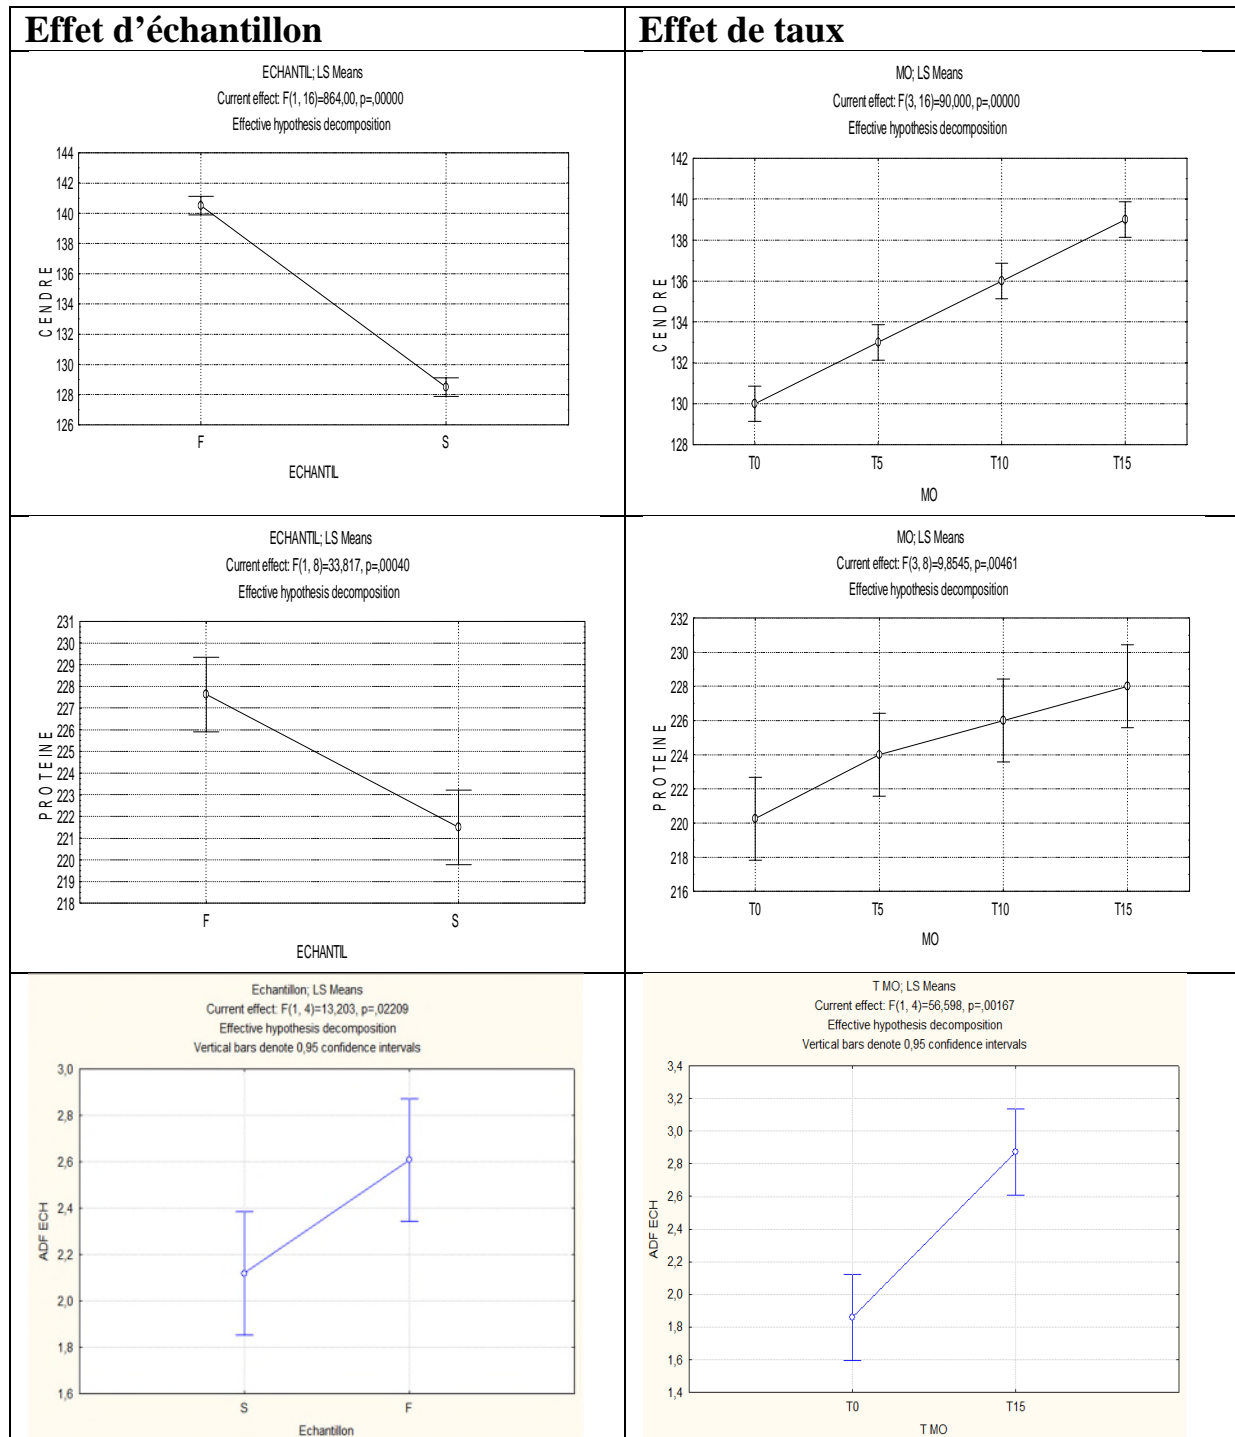 Effet d’échantillon
Effet de taux
ECHANTIL; LS Means
Current effect: F(1, 16)=864,00, p=,00000
Effective hypothesis decomposition
144
142
140
138
136
134
132
130
128
126
CENDRE
F
S
ECHANTIL
MO; LS Means
Current effect: F(3, 16)=90,000, p=,00000
Effective hypothesis decomposition
142
140
138
136
134
132
130
128
CENDRE
T0
T5
T10
T15
MO
ECHANTIL; LS Means
Current effect: F(1, 8)=33,817, p=,00040
Effective hypothesis decomposition
231
230
229
228
227
226
225
224
223
222
221
220
219
218
PROTEINE
F
S
ECHANTIL
MO; LS Means
Current effect: F(3, 8)=9,8545, p=,00461
Effective hypothesis decomposition
232
230
228
226
224
222
220
218
216
PROTEINE
T0
T5
T10
T15
MO
Echantillon; LS Means
Current effect: F(1, 4)=13,203, p=,02209
Effective hypothesis decomposition
Vertical bars denote 0,95 confidence intervals
3,0
2,8
2,6
2,4
2,2
2,0
1,8
1,6
ADF ECH
S
F
Echantillon
T MO; LS Means
Current effect: F(1, 4)=56,598, p=,00167
Effective hypothesis decomposition
Vertical bars denote 0,95 confidence intervals
3,4
3,2
3,0
2,8
2,6
2,4
2,2
2,0
1,8
1,6
1,4
ADF ECH
T0
T15
T MO